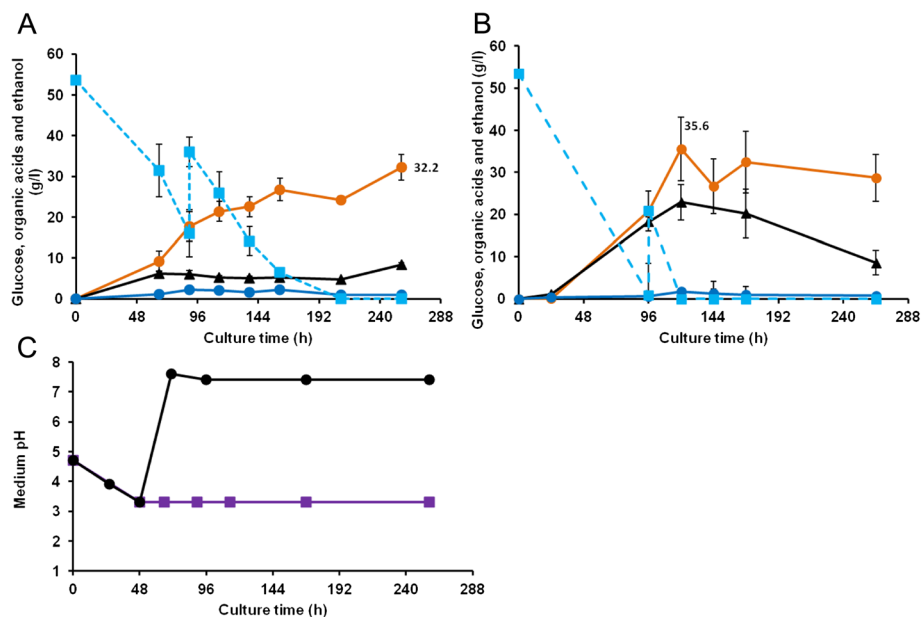 A
Glucose, organic acids and ethanol
(g/l)
60
50
40
30
20
10
0
32.2
0 48 96 144 192 240 288
Culture time (h)
B
Glucose, organic acids and ethanol (g/l)
60
50
40
30
20
10
0
35.6
0 48 96 144 192 240 288
Culture time (h)
C
Medium pH
8
7
6
5
4
3
2
1
0 48 96 144 192 240 288
Culture time (h)